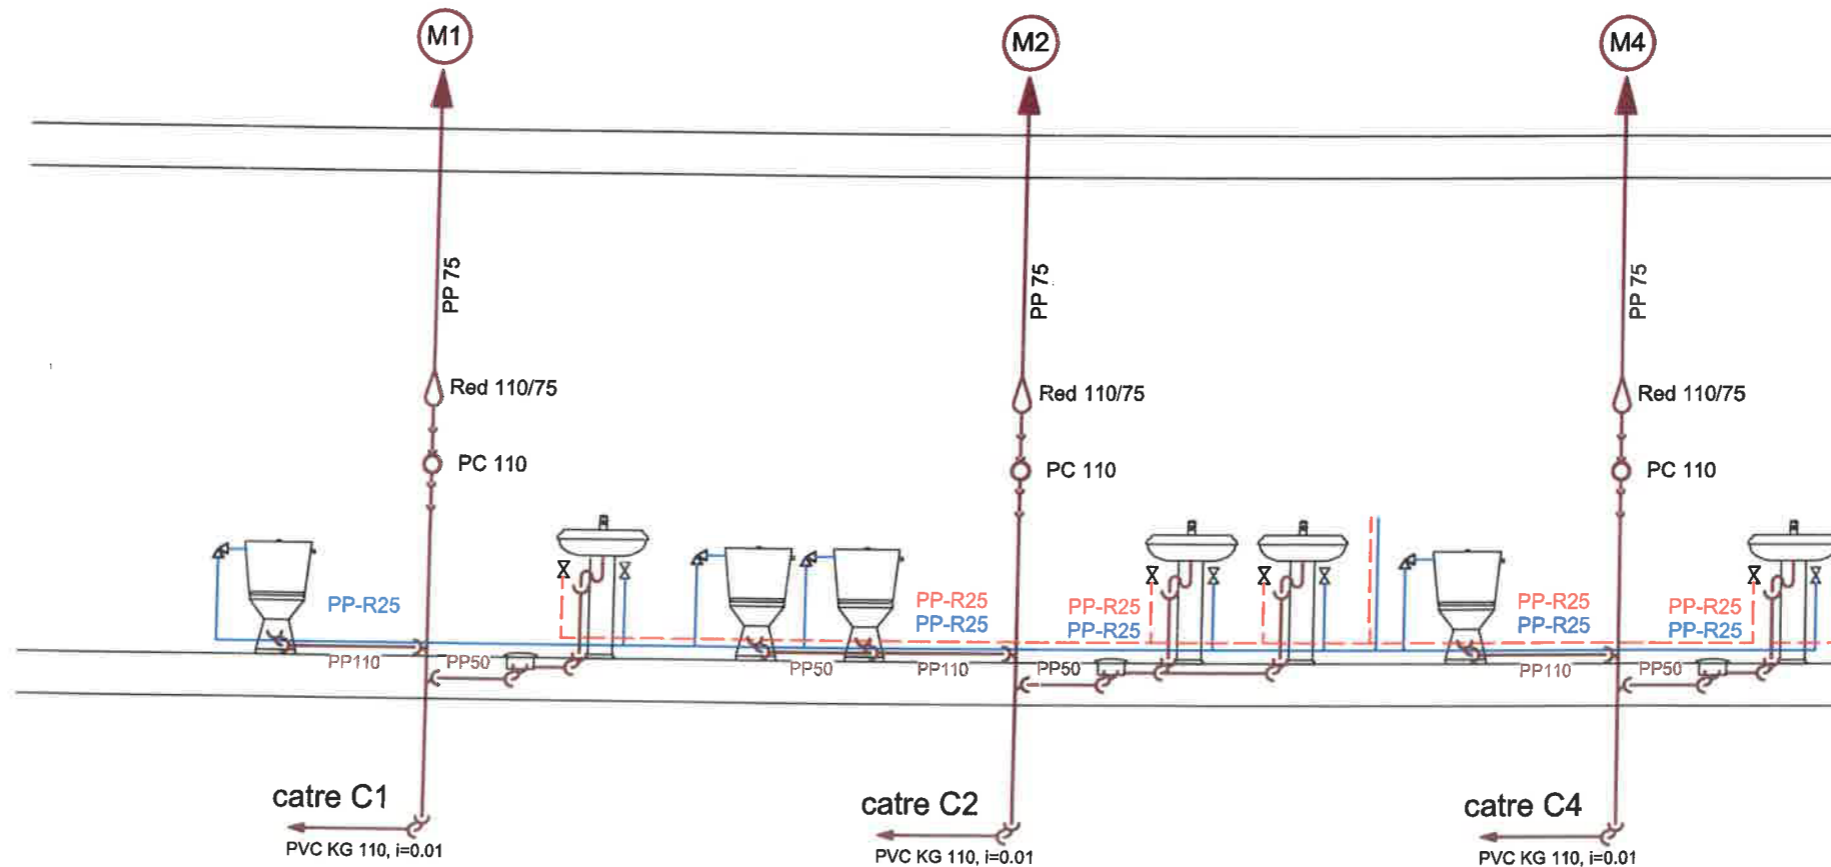 M1
M2
M4
PP 75
PP 75
PP 75
Red 110/75
Red 110/75
Red 110/75
PC 110
PC 110
PC 110
PP-R25
PP-R25
PP-R25
PP-R25
PP-R25
PP-R25
PP-R25
PP-R25
PP-R25
PP110
PP50
PP50
PP110
PP50
PP110
PP50
catre C1
catre C2
catre C4
PVC KG 110, i=0.01
PVC KG 110, i=0.01
PVC KG 110, i=0.01